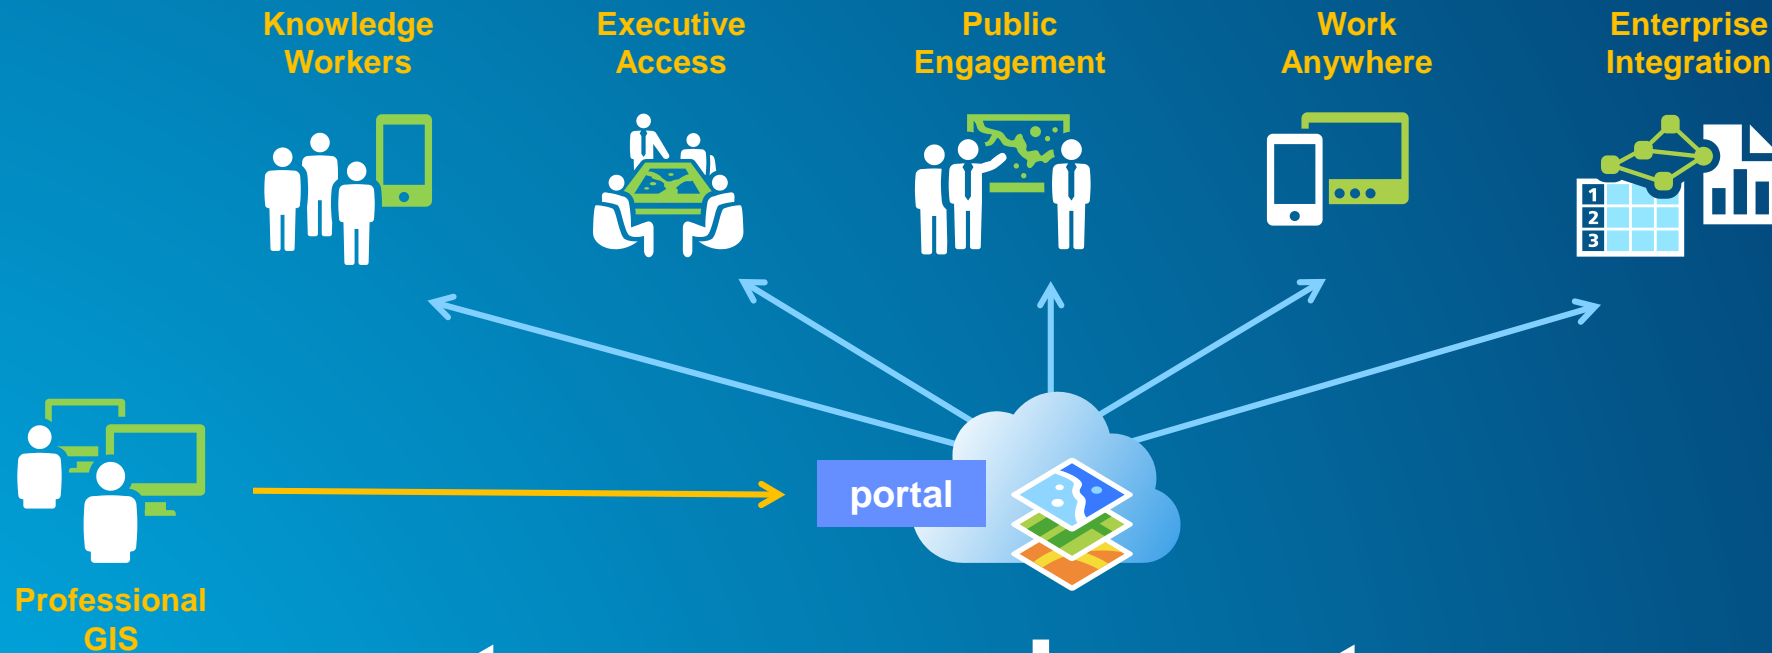 Knowledge
Workers
Executive
Access
Public
Engagement
Work
Anywhere
Enterprise
Integration
1
2
3
portal
Professional
GIS